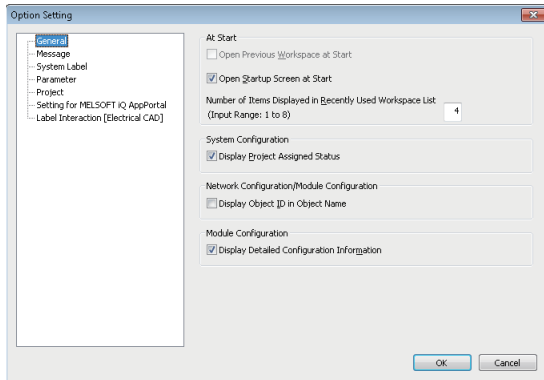 Option Setting
General
Message
System Label
Parameter
Project
Setting for MELSOFT iQ AppPortal
Label Interaction [Electrical CAD]
At Start
Open Previous Workspace at Start
Open Startup Screen at Start
Number of Items Displayed in Recently Used Workspace List
(Input Range: 1 to 8)
4
System Configuration
Display Project Assigned Status
Network Configuration/Module Configuration
Display Object ID in Object Name
Module Configuration
Display Detailed Configuration Information
OK
Cancel